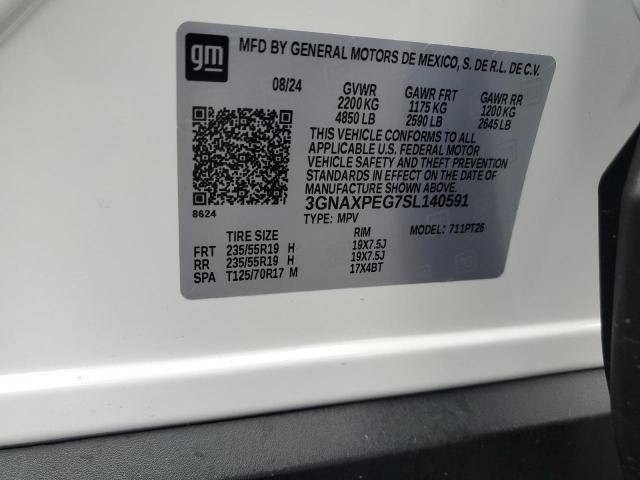 gm
MFD BY GENERAL MOTORS DE MEXICO, S. DE R.L. DE C.V.
08/24 GVWR GAWR FRT GAWR RR
2200 KG 1175 KG 1200 KG
4850 LB 2590 LB 2645 LB
THIS VEHICLE CONFORMS TO ALL
APPLICABLE U.S. FEDERAL MOTOR
VEHICLE SAFETY AND THEFT PREVENTION
STANDARDS IN EFFECT ON THE DATE OF
MANUFACTURE SHOWN ABOVE.
8624
3GNAXPEG7SL140591
TYPE: MPV
TIRE SIZE RIM MODEL: 711PT26
FRT 235/55R19 H 19X7.5J
RR 235/55R19 H 19X7.5J
SPA T125/70R17 M 17X4BT